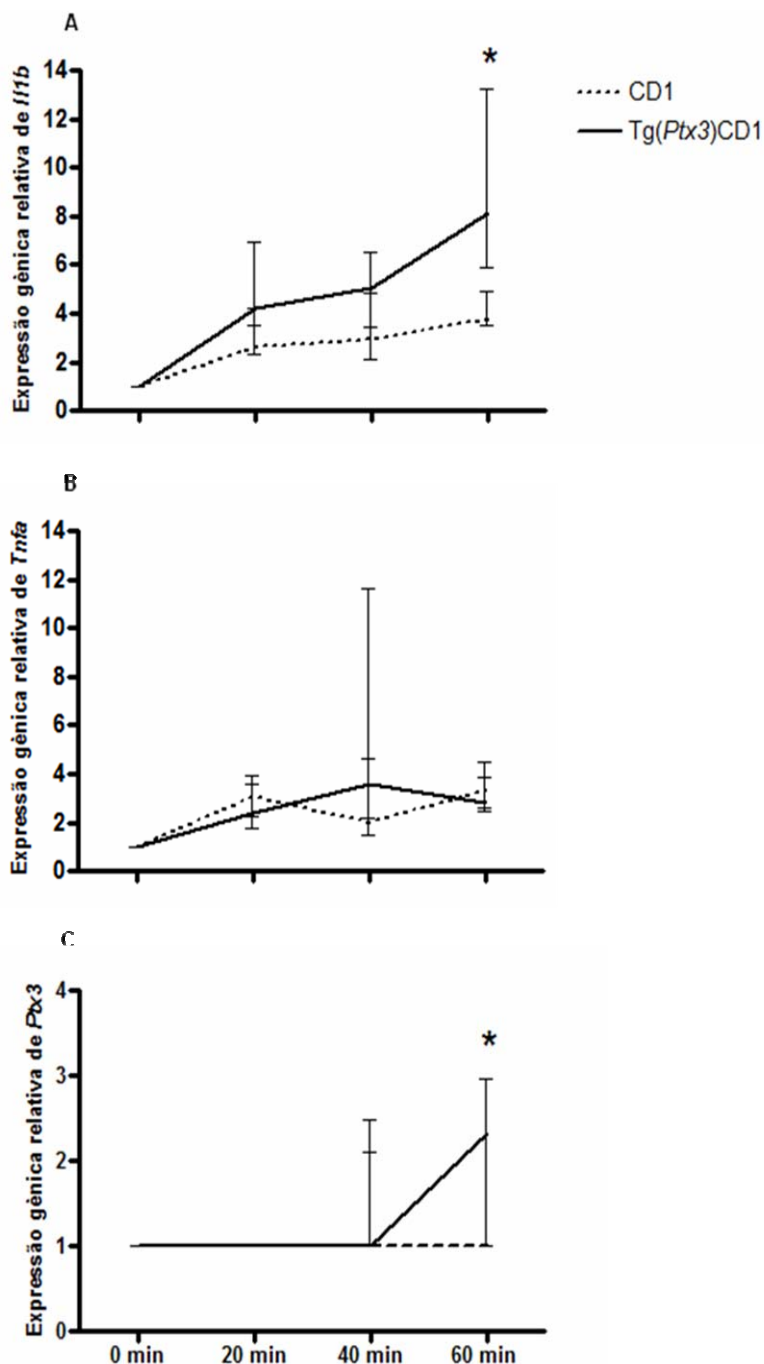 A
Expressão gênica relativa de Il1b
14
12
10
8
6
4
2
0
*
CD1
Tg(Ptx3)CD1
B
Expressão gênica relativa de Tnfa
14
12
10
8
6
4
2
0
C
Expressão gênica relativa de Ptx3
4
3
2
1
0
*
0 min
20 min
40 min
60 min